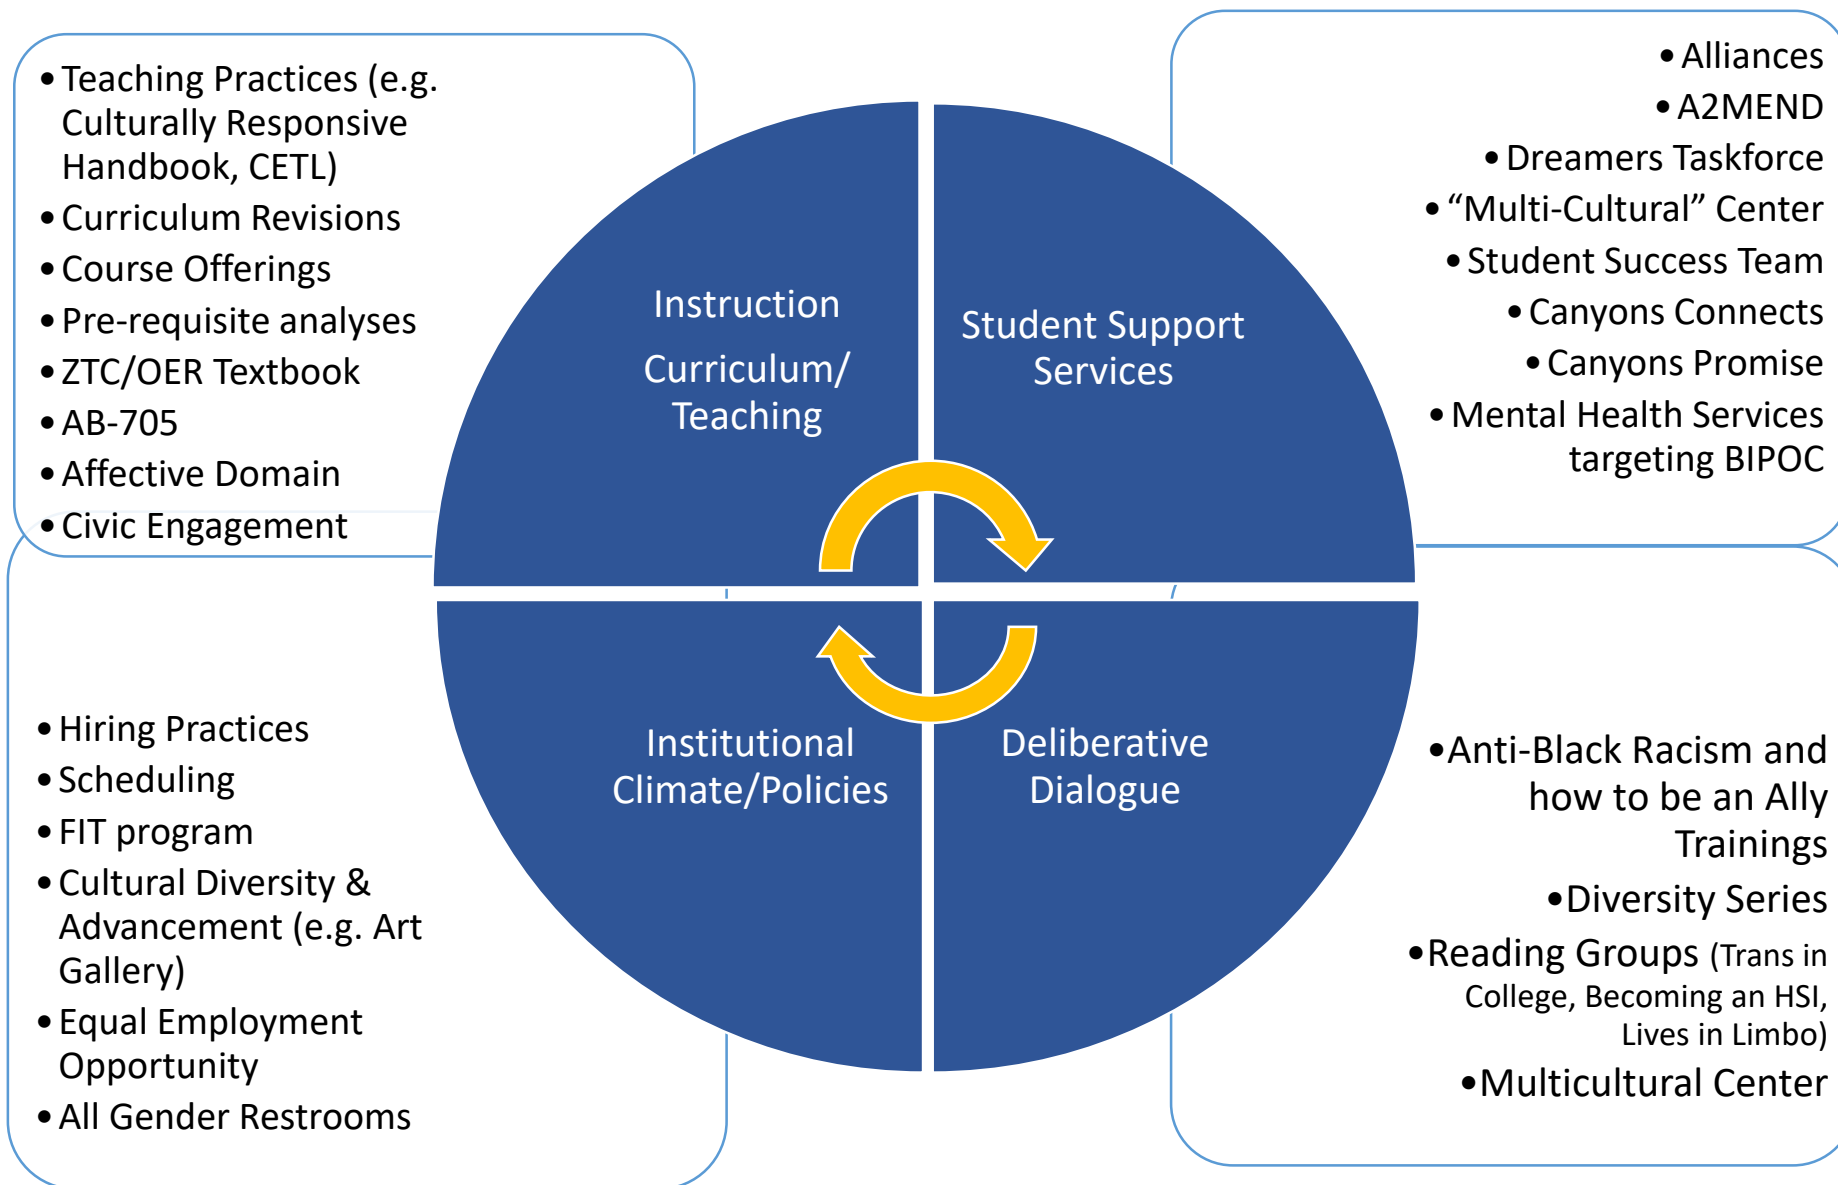 • Teaching Practices (e.g.
Culturally Responsive
Handbook, CETL)
• Curriculum Revisions
• Course Offerings
• Pre-requisite analyses
• ZTC/OER Textbook
• AB-705
• Affective Domain
• Civic Engagement
Instruction
Curriculum/
Teaching
Student Support
Services
• Alliances
• A2MEND
• Dreamers Taskforce
• “Multi-Cultural” Center
• Student Success Team
• Canyons Connects
• Canyons Promise
• Mental Health Services
targeting BIPOC
• Hiring Practices
• Scheduling
• FIT program
• Cultural Diversity &
Advancement (e.g. Art
Gallery)
• Equal Employment
Opportunity
• All Gender Restrooms
Institutional
Climate/Policies
Deliberative
Dialogue
• Anti-Black Racism and
how to be an Ally
Trainings
• Diversity Series
• Reading Groups (Trans in
College, Becoming an HSI,
Lives in Limbo)
• Multicultural Center